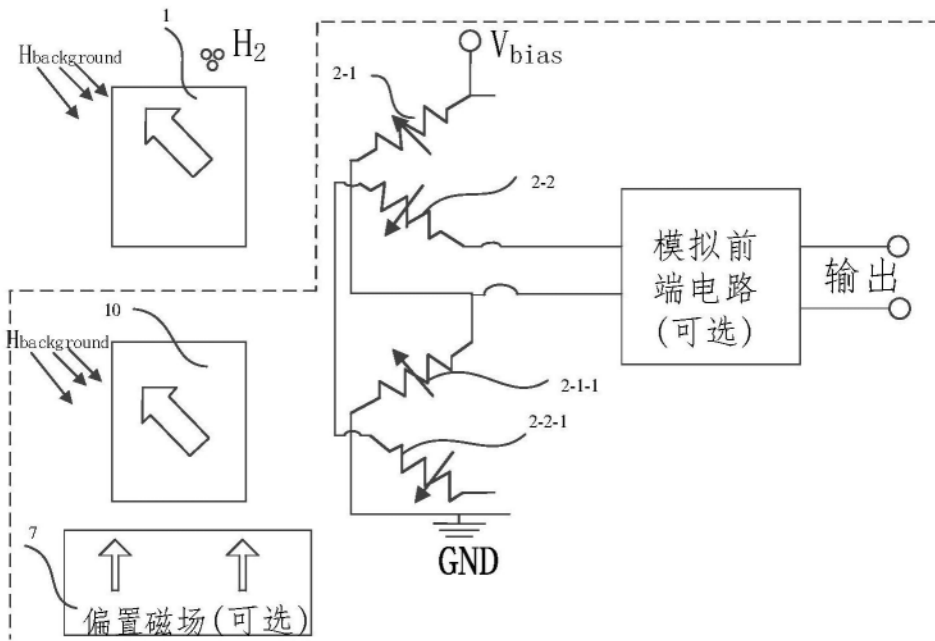 1
H2
Hbackground
Vbias
2-1
2-2
模拟前
端电路
(可选)
输出
10
Hbackground
2-1-1
2-2-1
7
偏置磁场(可选)
GND